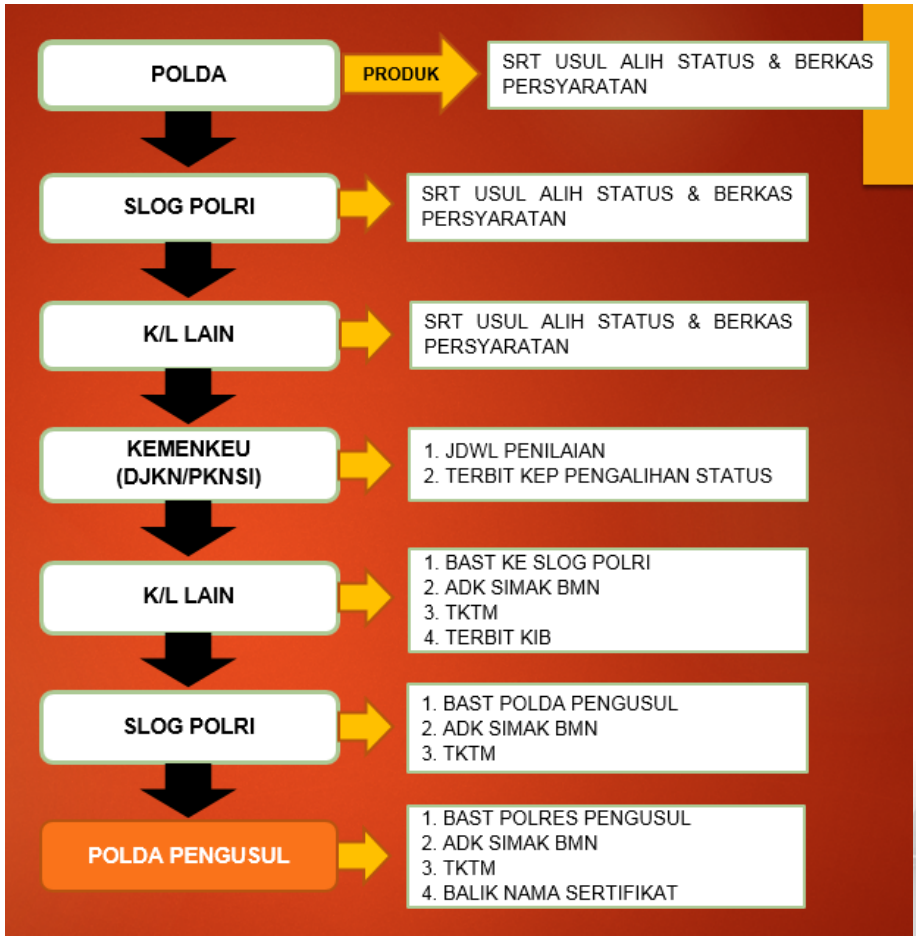 POLDA
PRODUK
SRT USUL ALIH STATUS & BERKAS
PERSYARATAN
SLOG POLRI
SRT USUL ALIH STATUS & BERKAS
PERSYARATAN
K/L LAIN
SRT USUL ALIH STATUS & BERKAS
PERSYARATAN
KEMENKEU
(DJKN/PKNSI)
1. JDWL PENILAIAN
2. TERBIT KEP PENGALIHAN STATUS
K/L LAIN
1. BAST KE SLOG POLRI
2. ADK SIMAK BMN
3. TKTM
4. TERBIT KIB
SLOG POLRI
1. BAST POLDA PENGUSUL
2. ADK SIMAK BMN
3. TKTM
POLDA PENGUSUL
1. BAST POLRES PENGUSUL
2. ADK SIMAK BMN
3. TKTM
4. BALIK NAMA SERTIFIKAT